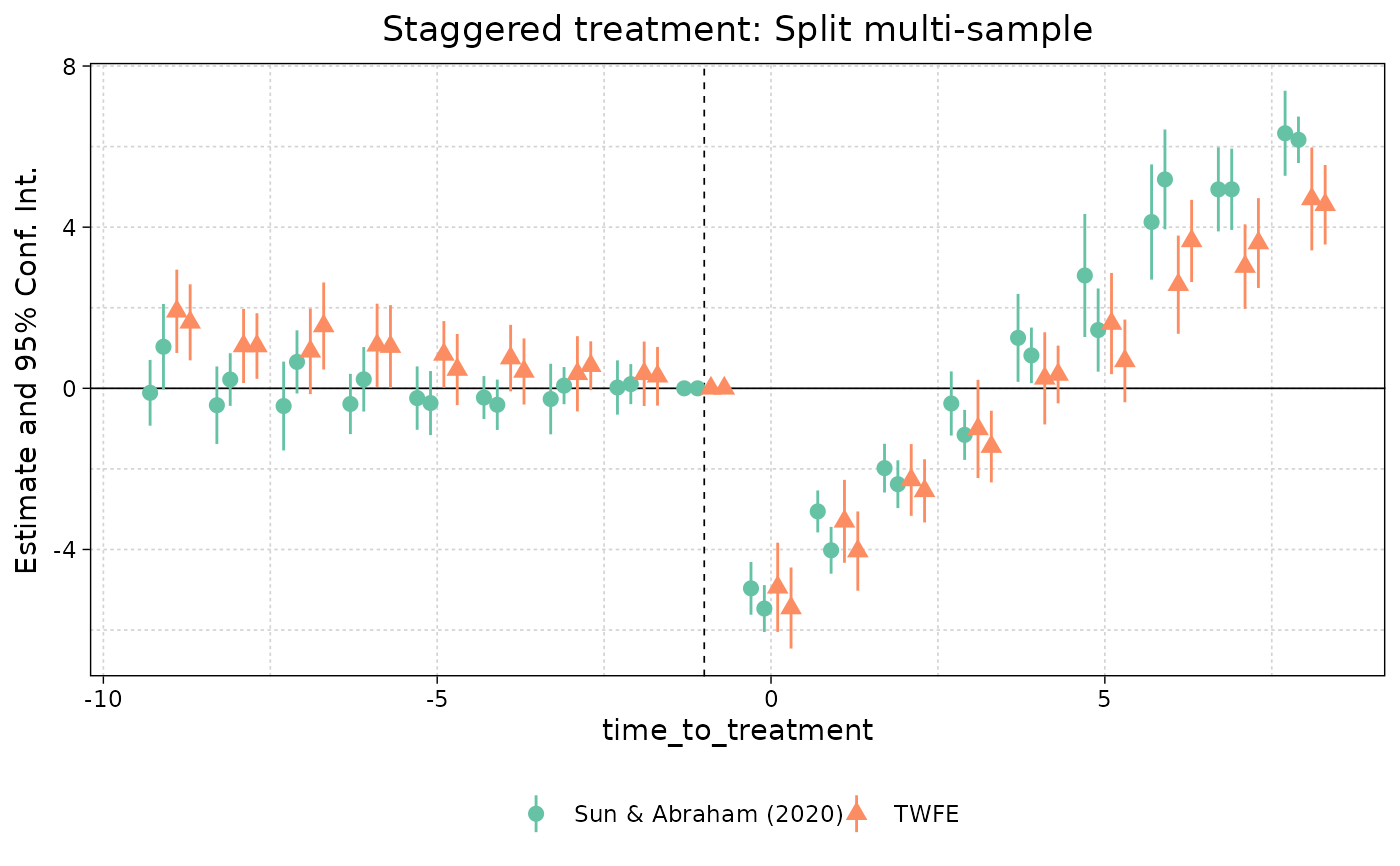 Staggered treatment: Split multi-sample
Estimate and 95% Conf. Int.
8
4
0
-4
-10
-5
0
5
time_to_treatment
Sun & Abraham (2020)
TWFE